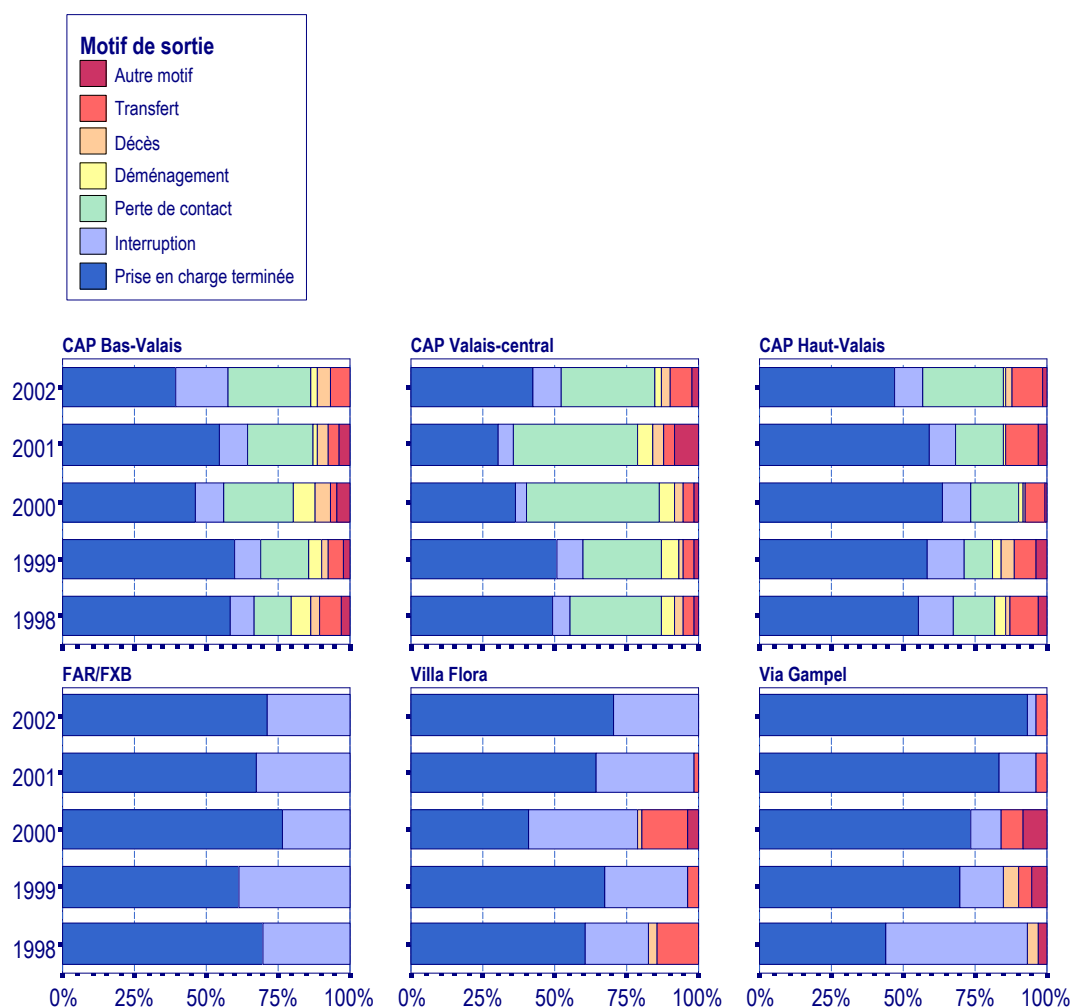 Motif de sortie
Autre motif
Transfert
Décès
Déménagement
Perte de contact
Interruption
Prise en charge terminée
CAP Bas-Valais CAP Valais-central CAP Haut-Valais
2002
2001
2000
1999
1998
FAR/FXB Villa Flora Via Gampel
2002
2001
2000
1999
1998
0% 25% 50% 75% 100% 0% 25% 50% 75% 100% 0% 25% 50% 75% 100%